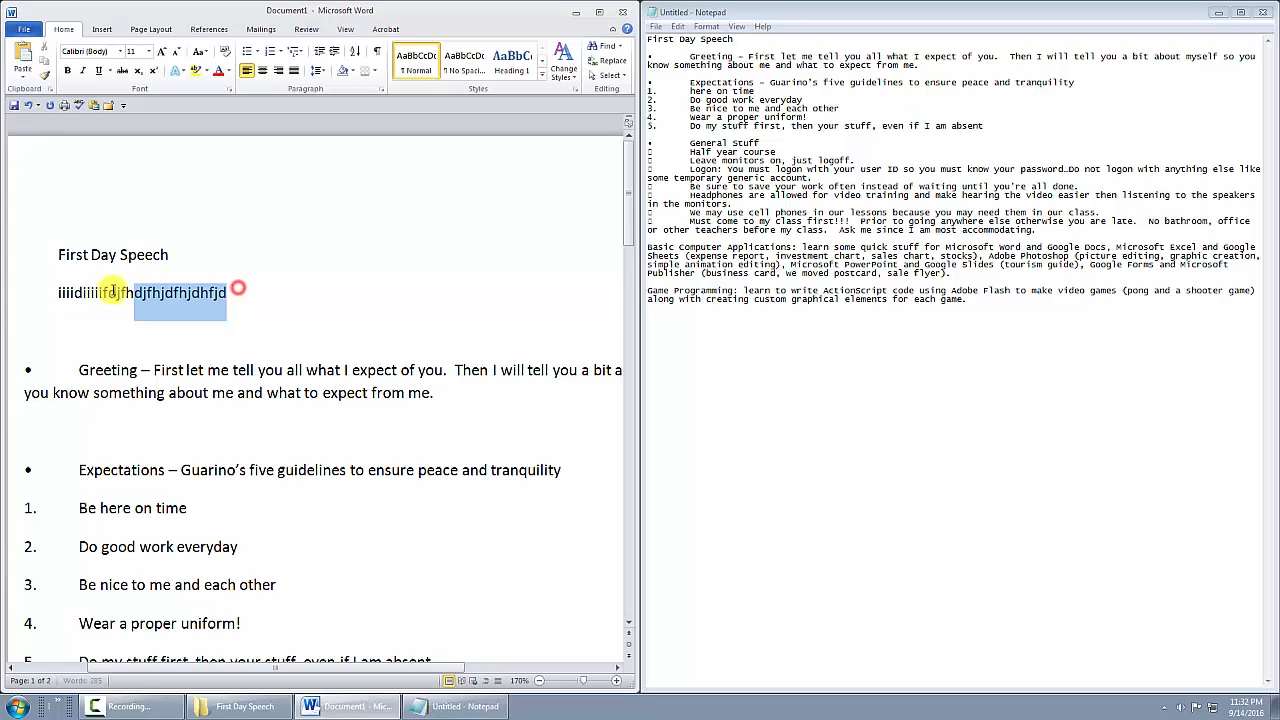 Document1 - Microsoft Word
File Home Insert Page Layout References Mailings Review View Acrobat
Paste
Calibri (Body) 11
Aa
B I U abc x₂ x² A A
AaBbCcDc AaBbCcDc AaBbCc
¶ Normal ¶ No Spaci... Heading 1
Change
Styles
Find
Replace
Select
Clipboard Font Paragraph Styles Editing
First Day Speech
iiiidiiiiifdjfhdjfhjdfhjdhfjd
• Greeting – First let me tell you all what I expect of you.  Then I will tell you a bit a
you know something about me and what to expect from me.
• Expectations – Guarino's five guidelines to ensure peace and tranquility
1. Be here on time
2. Do good work everyday
3. Be nice to me and each other
4. Wear a proper uniform!
5. Do my stuff first, then your stuff, even if I am absent
Page: 1 of 2 Words: 285 170%
Untitled - Notepad
File Edit Format View Help
First Day Speech
• Greeting – First let me tell you all what I expect of you.  Then I will tell you a bit about myself so you
know something about me and what to expect from me.
• Expectations – Guarino's five guidelines to ensure peace and tranquility
1. here on time
2. Do good work everyday
3. Be nice to me and each other
4. wear a proper uniform!
5. Do my stuff first, then your stuff, even if I am absent
• General Stuff
Half year course
Leave monitors on, just logoff.
Logon: You must logon with your user ID so you must know your password…Do not logon with anything else like
some temporary generic account.
Be sure to save your work often instead of waiting until you're all done.
Headphones are allowed for video training and make hearing the video easier then listening to the speakers
in the monitors.
We may use cell phones in our lessons because you may need them in our class.
Must come to my class first!!!  Prior to going anywhere else otherwise you are late.  No bathroom, office
or other teachers before my class.  Ask me since I am most accommodating.
Basic Computer Applications: learn some quick stuff for Microsoft Word and Google Docs, Microsoft Excel and Google
Sheets (expense report, investment chart, sales chart, stocks), Adobe Photoshop (picture editing, graphic creation,
simple animation editing), Microsoft PowerPoint and Google Slides (tourism guide), Google Forms and Microsoft
Publisher (business card, we moved postcard, sale flyer).
Game Programming: learn to write ActionScript code using Adobe Flash to make video games (pong and a shooter game)
along with creating custom graphical elements for each game.
Recording... First Day Speech Document1 - Mic... Untitled - Notepad
11:32 PM
9/14/2016